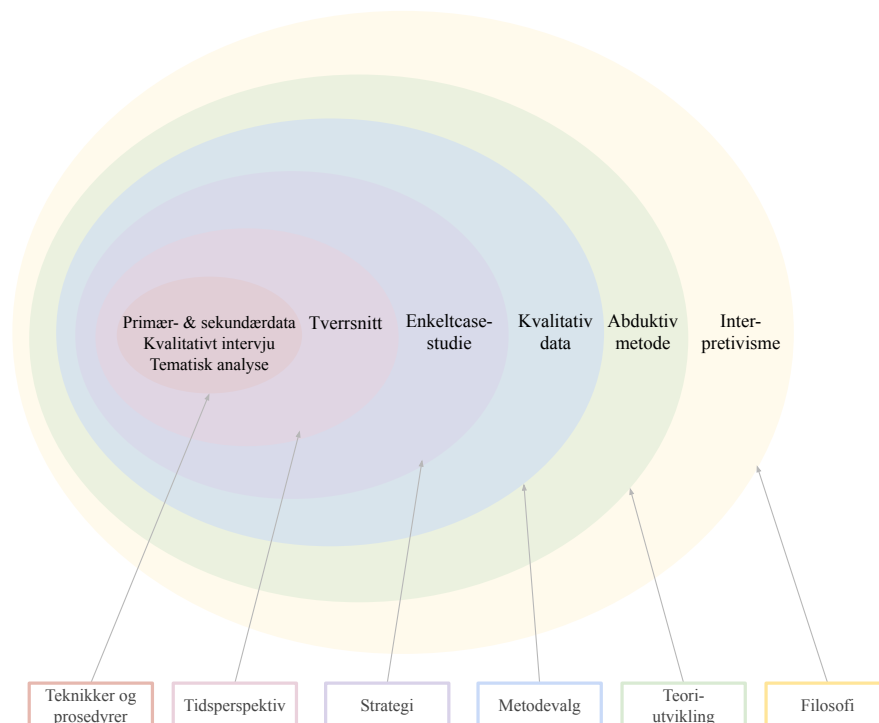 Primær- & sekundærdata
Kvalitativt intervju
Tematisk analyse
Tverrsnitt
Enkeltcase-
studie
Kvalitativ
data
Abduktiv
metode
Inter-
pretivisme
Teknikker og
prosedyrer
Tidsperspektiv
Strategi
Metodevalg
Teori-
utvikling
Filosofi